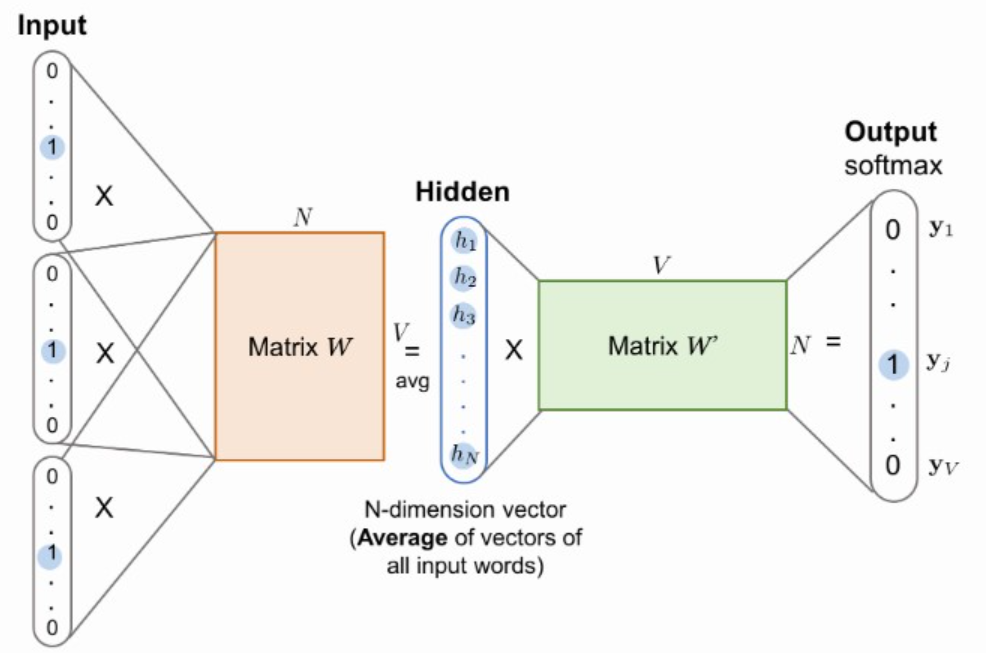 Input
0
.
.
1
.
.
0
X
0
.
.
1
.
.
0
X
0
.
.
1
.
.
0
X
N
Matrix W
V
=
avg
Hidden
h1
h2
h3
.
.
.
.
hN
N-dimension vector
(Average of vectors of
all input words)
X
V
Matrix W’
N =
Output
softmax
0 y1
.
.
1 yj
.
.
0 yV